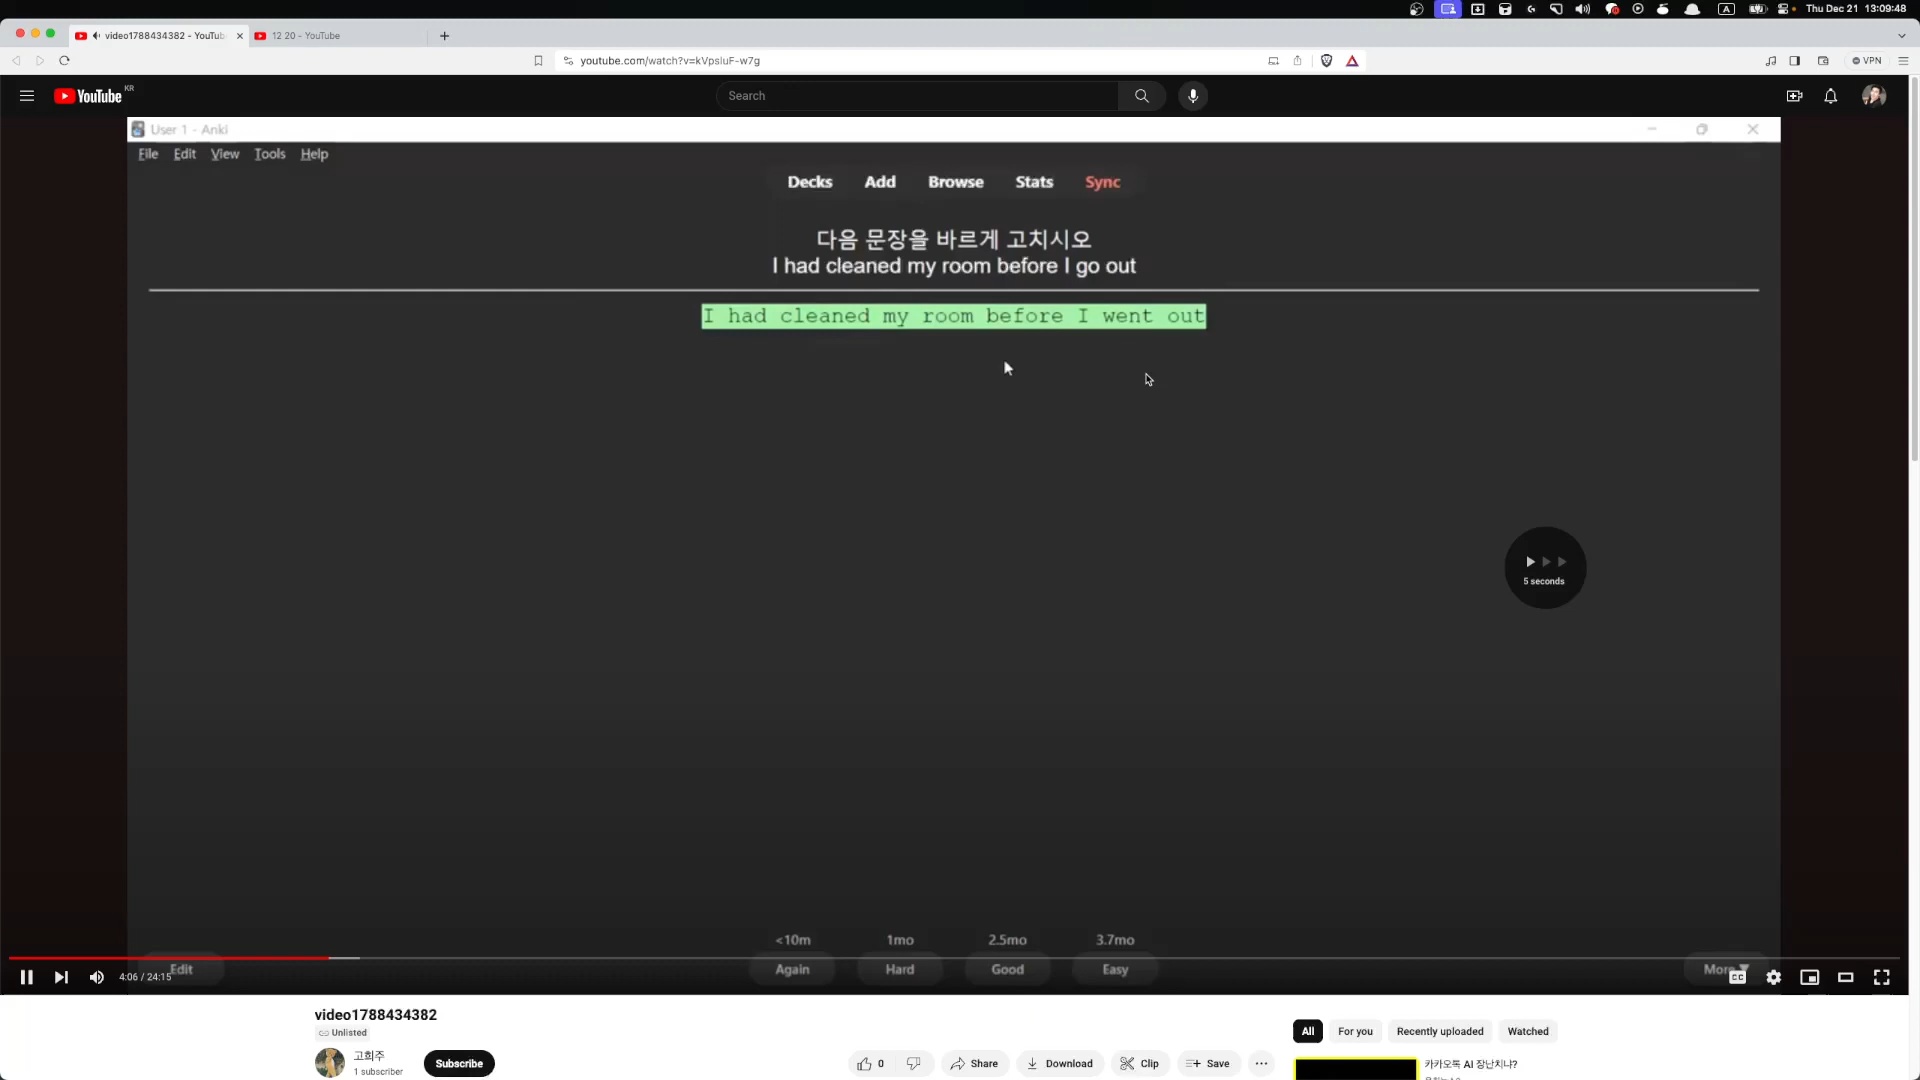 Thu Dec 21 13:09:48
video1788434382 - YouTub
12 20 - YouTube
youtube.com/watch?v=kVpsluF-w7g
VPN
YouTube KR
Search
User 1 - Anki
File Edit View Tools Help
Decks Add Browse Stats Sync
다음 문장을 바르게 고치시오
I had cleaned my room before I go out
I had cleaned my room before I went out
5 seconds
<10m 1mo 2.5mo 3.7mo
Edit Again Hard Good Easy More
4:06 / 24:15
CC
video1788434382
Unlisted
고희주
1 subscriber
Subscribe
0 Share Download Clip Save
All For you Recently uploaded Watched
카카오톡 AI 장난치나?